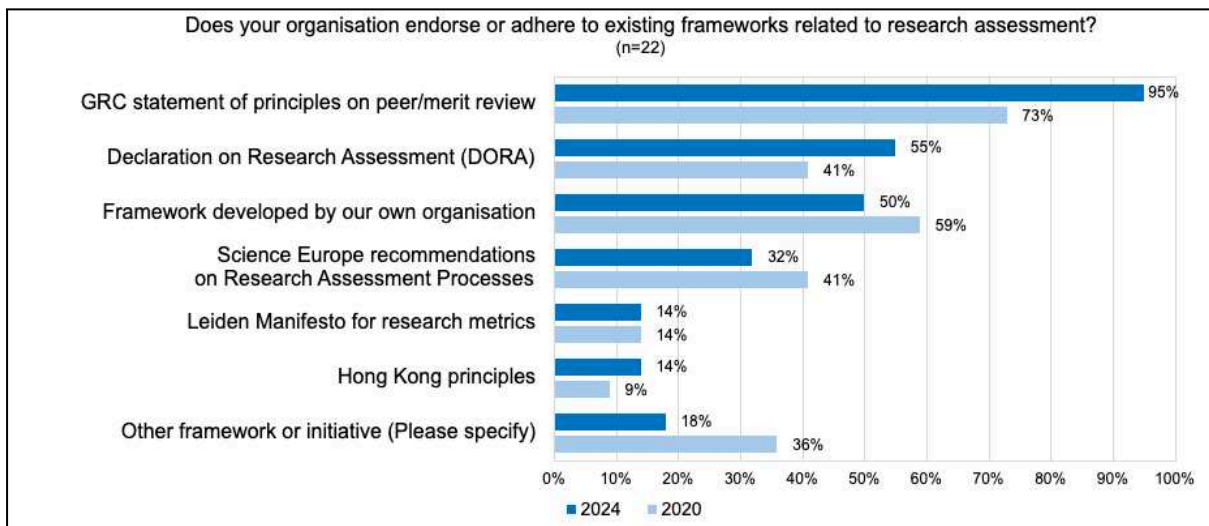 Does your organisation endorse or adhere to existing frameworks related to research assessment?
(n=22)
GRC statement of principles on peer/merit review
95%
73%
Declaration on Research Assessment (DORA)
55%
41%
Framework developed by our own organisation
50%
59%
Science Europe recommendations
on Research Assessment Processes
32%
41%
Leiden Manifesto for research metrics
14%
14%
Hong Kong principles
14%
9%
Other framework or initiative (Please specify)
18%
36%
0% 10% 20% 30% 40% 50% 60% 70% 80% 90% 100%
2024 2020